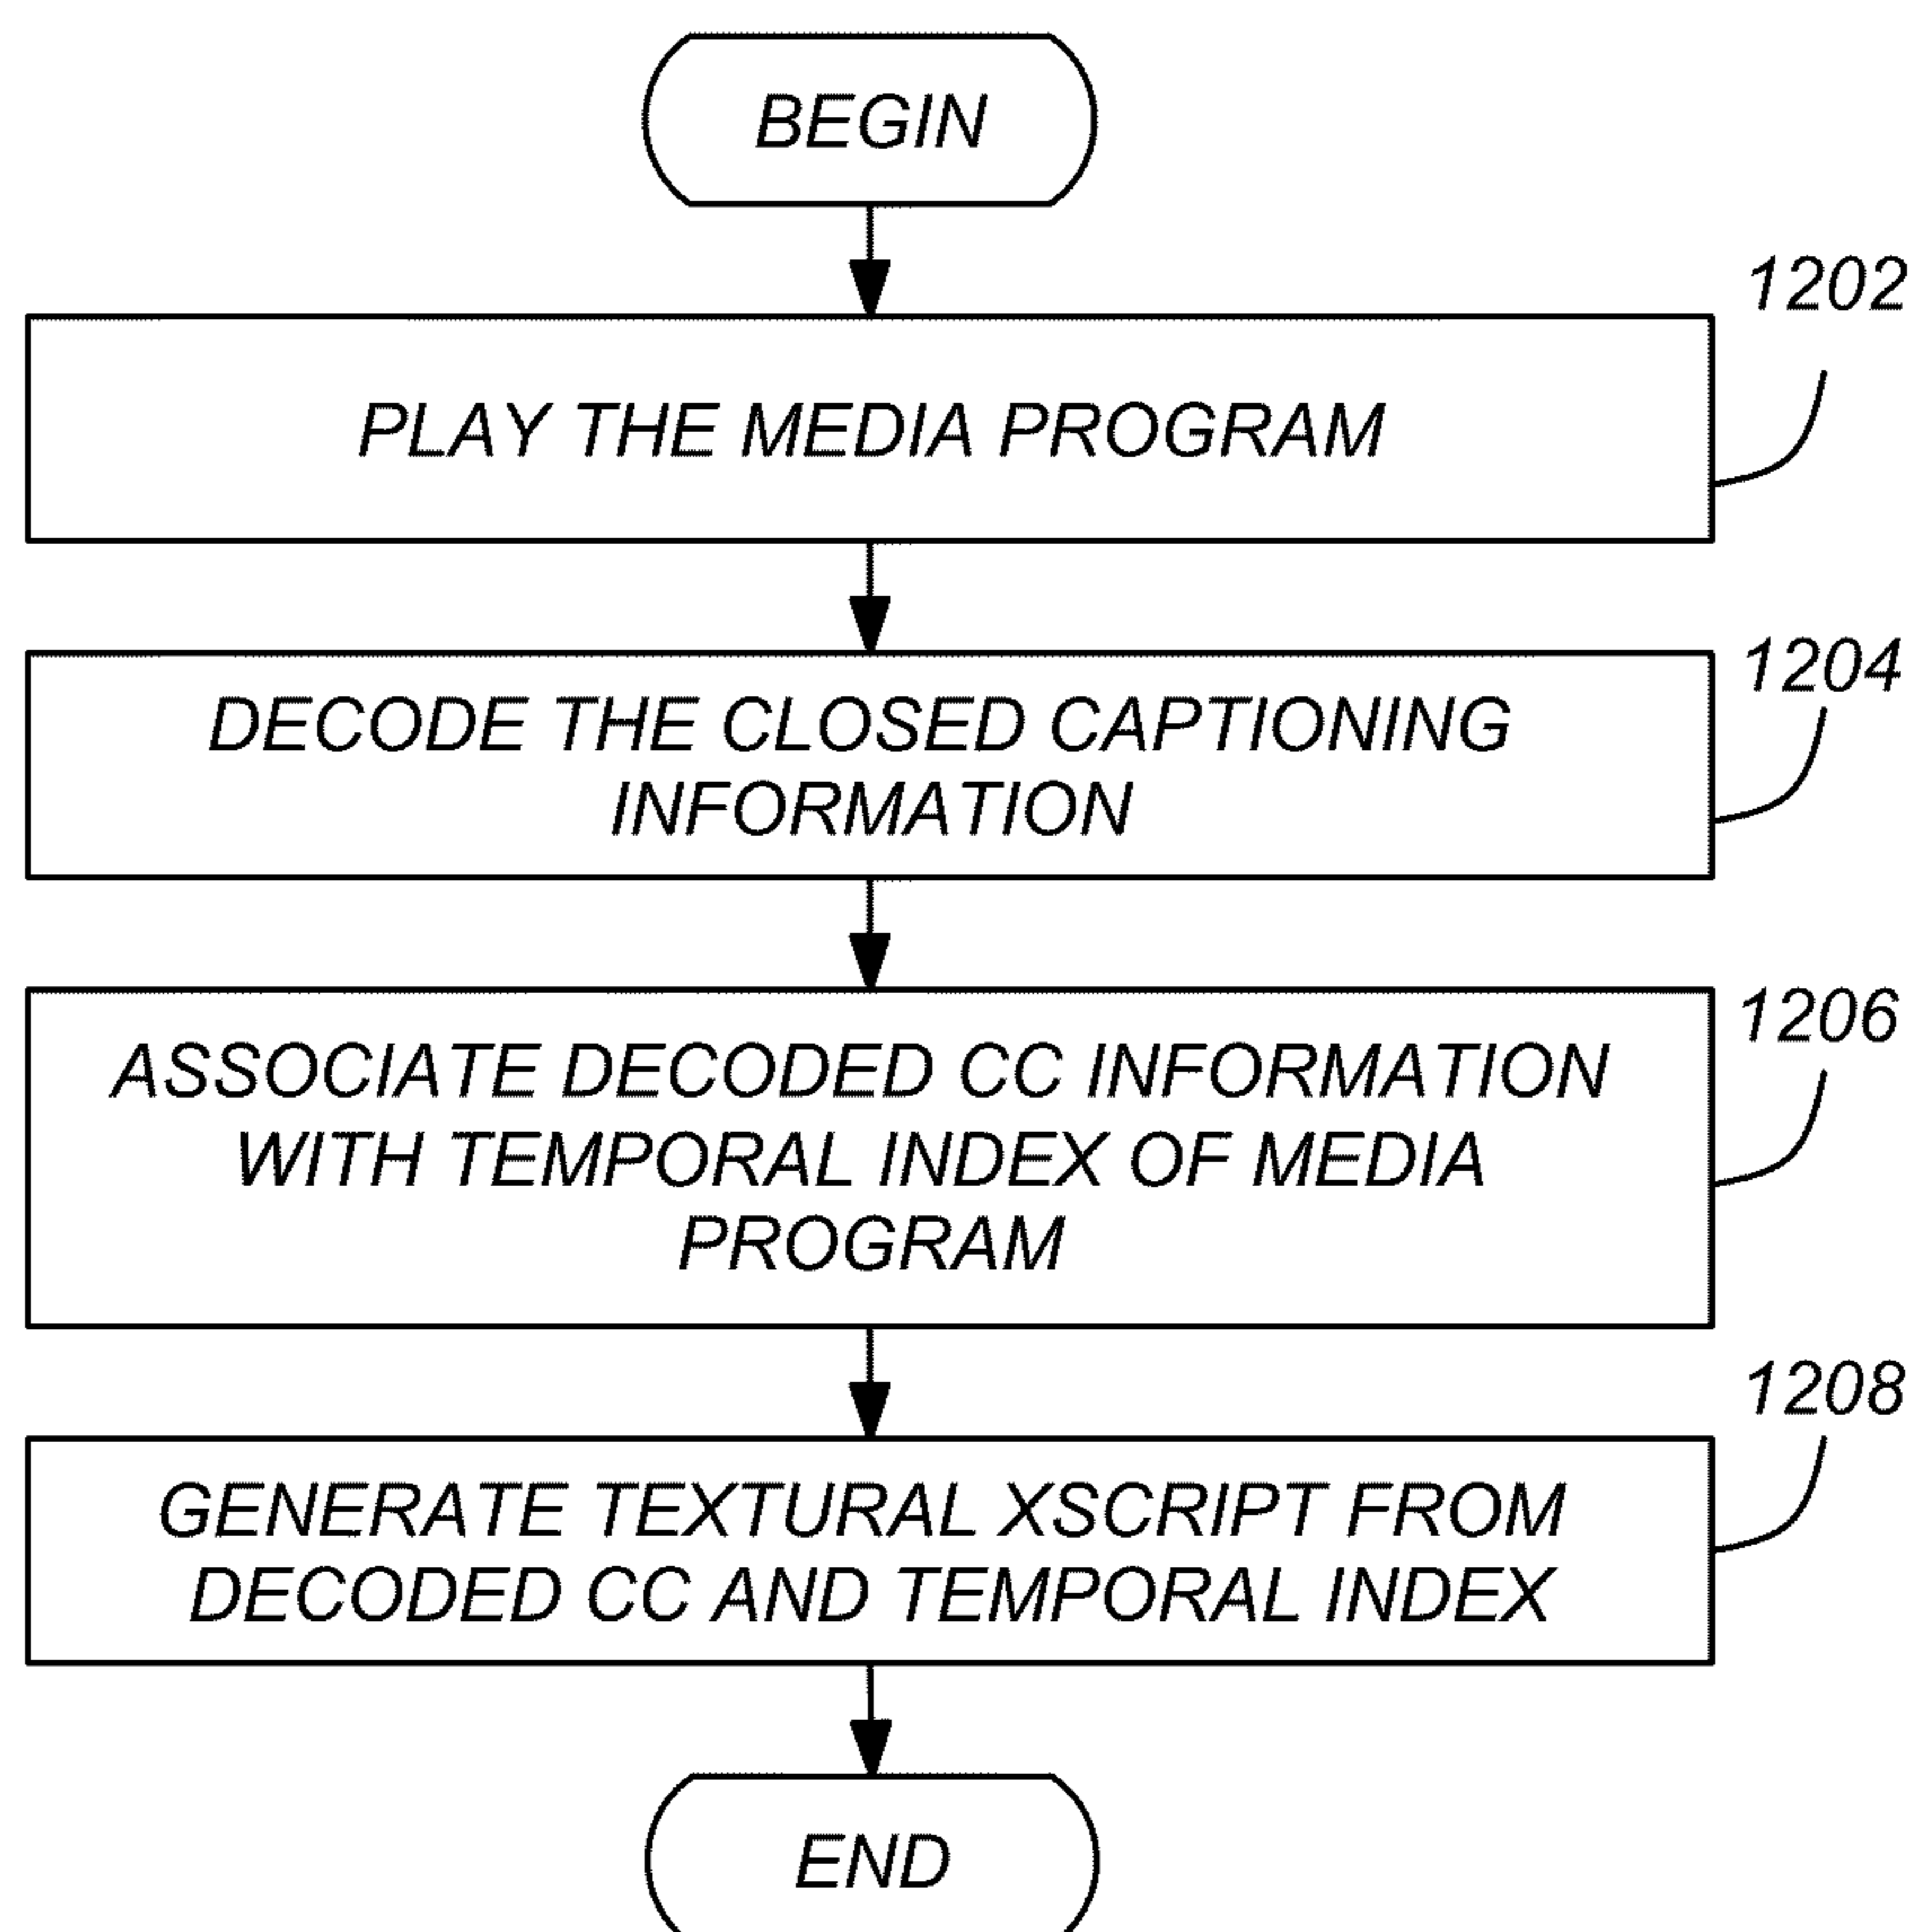 BEGIN
1202
PLAY THE MEDIA PROGRAM
1204
DECODE THE CLOSED CAPTIONING
INFORMATION
1206
ASSOCIATE DECODED CC INFORMATION
WITH TEMPORAL INDEX OF MEDIA
PROGRAM
1208
GENERATE TEXTURAL XSCRIPT FROM
DECODED CC AND TEMPORAL INDEX
END